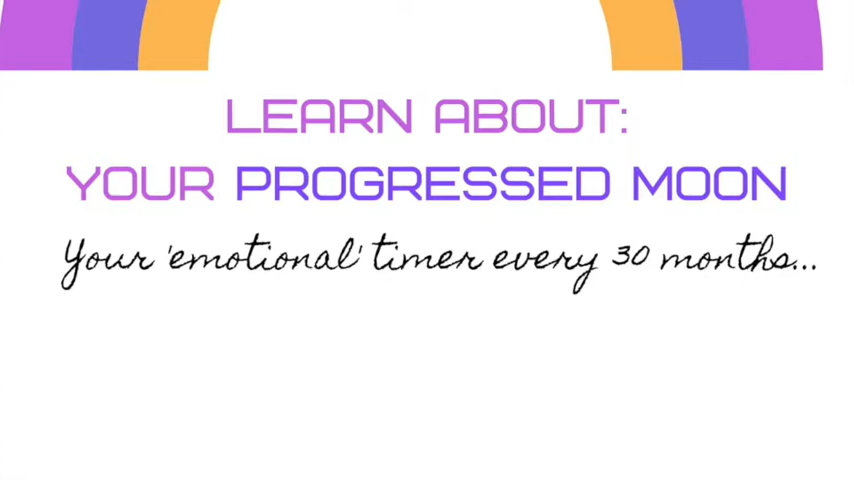 LEARN ABOUT:
YOUR PROGRESSED MOON
Your 'emotional' timer every 30 months...